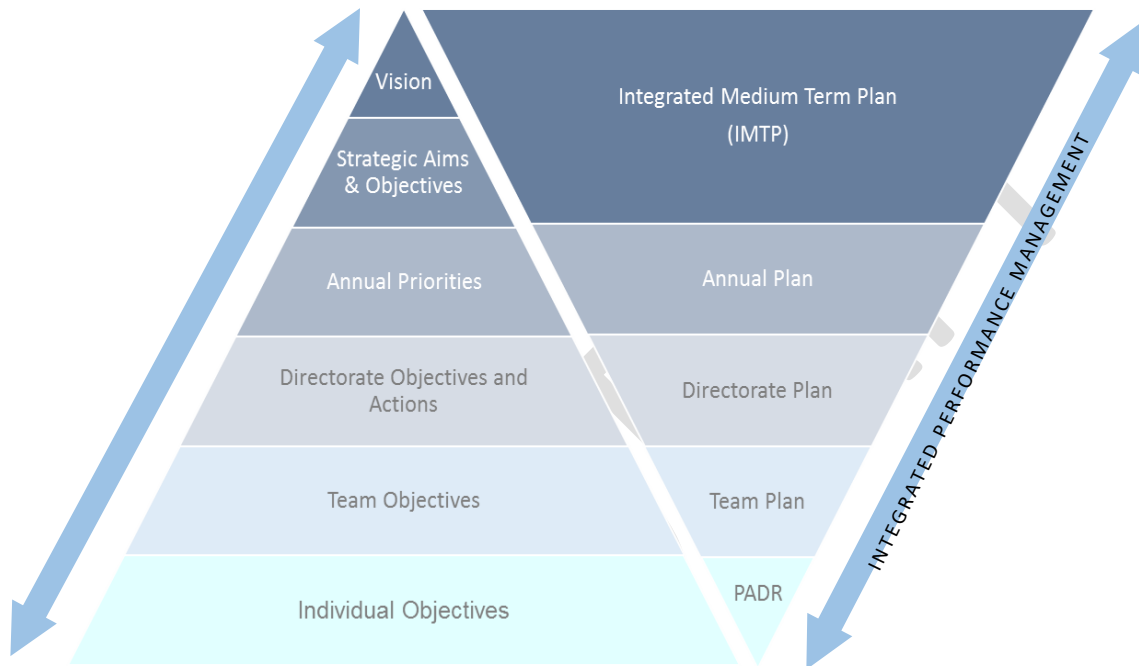 Vision
Strategic Aims
& Objectives
Annual Priorities
Directorate Objectives and
Actions
Team Objectives
Individual Objectives
Integrated Medium Term Plan
(IMTP)
Annual Plan
Directorate Plan
Team Plan
PADR
INTEGRATED PERFORMANCE MANAGEMENT